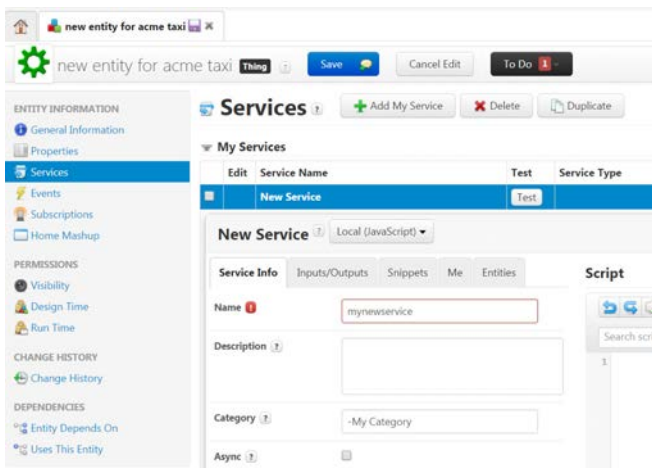 new entity for acme taxi
new entity for acme taxi Thing ? Save Cancel Edit To Do 1
ENTITY INFORMATION
General Information
Properties
Services
Events
Subscriptions
Home Mashup
PERMISSIONS
Visibility
Design Time
Run Time
CHANGE HISTORY
Change History
DEPENDENCIES
Entity Depends On
Uses This Entity
Services ? Add My Service Delete Duplicate
My Services
Edit Service Name Test Service Type
New Service Test
New Service ? Local (JavaScript)
Service Info Inputs/Outputs Snippets Me Entities
Name ! mynewservice
Description ?
Category ? -My Category
Async ?
Script
Search scri
1